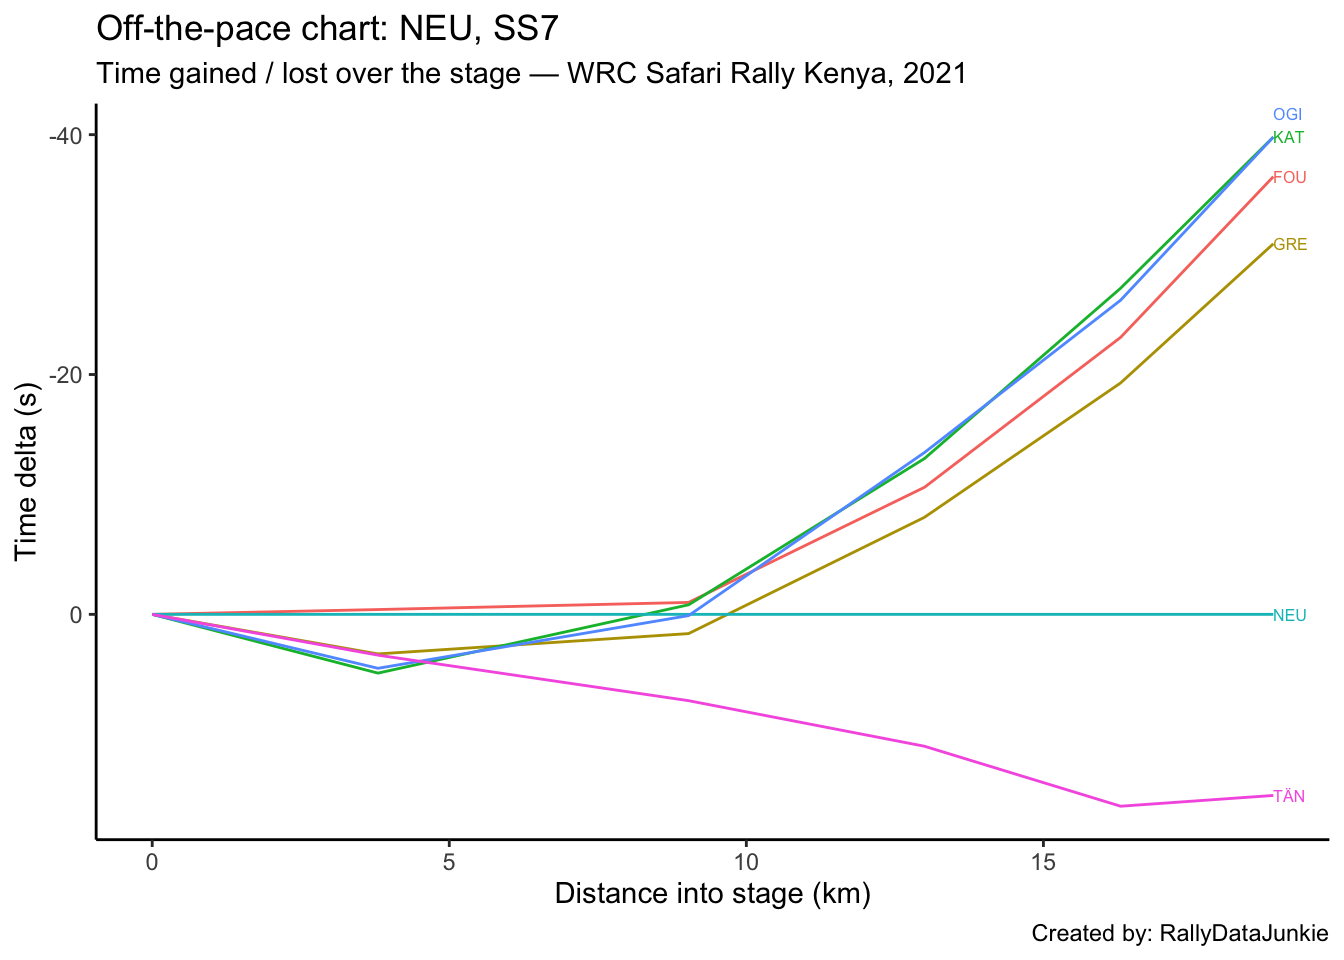 Off-the-pace chart: NEU, SS7
Time gained / lost over the stage — WRC Safari Rally Kenya, 2021
OGI
-40
KAT
FOU
GRE
-20
Time delta (s)
0
NEU
TÄN
0 5 10 15
Distance into stage (km)
Created by: RallyDataJunkie